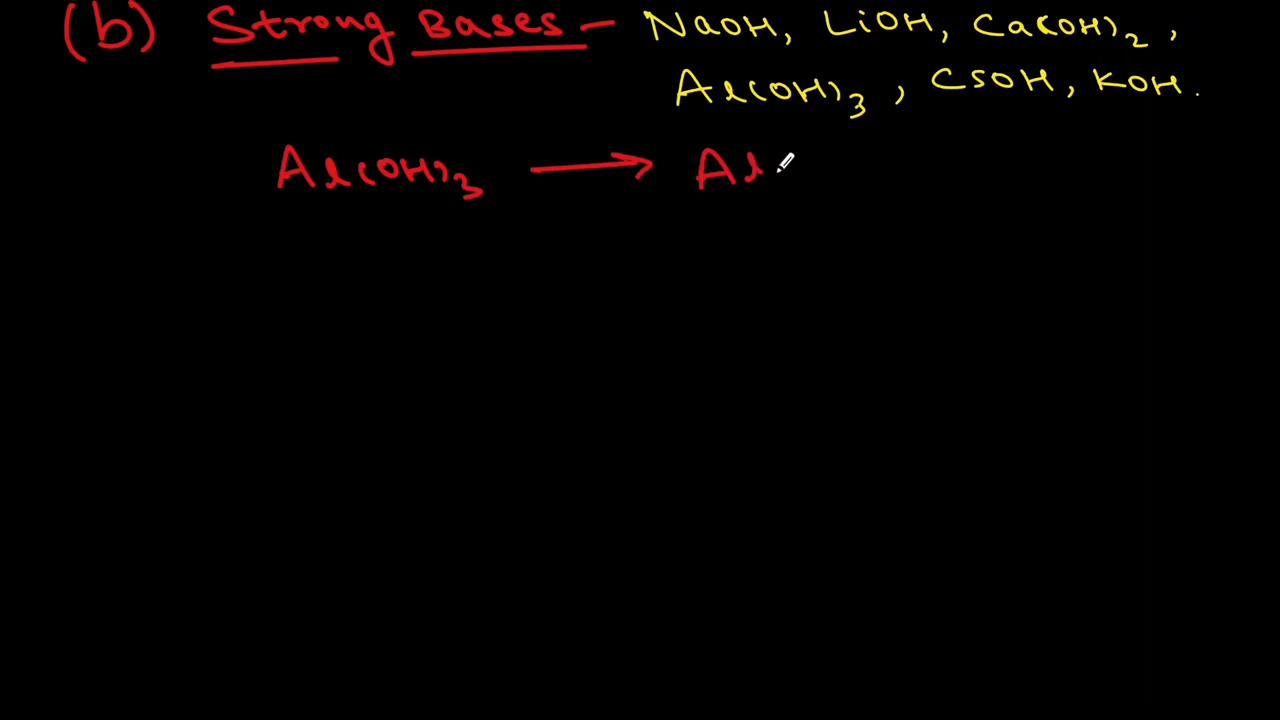 (b) Strong Bases - NaOH, LiOH, Ca(OH)2,
Al(OH)3, CsOH, KOH.
Al(OH)3 → Al